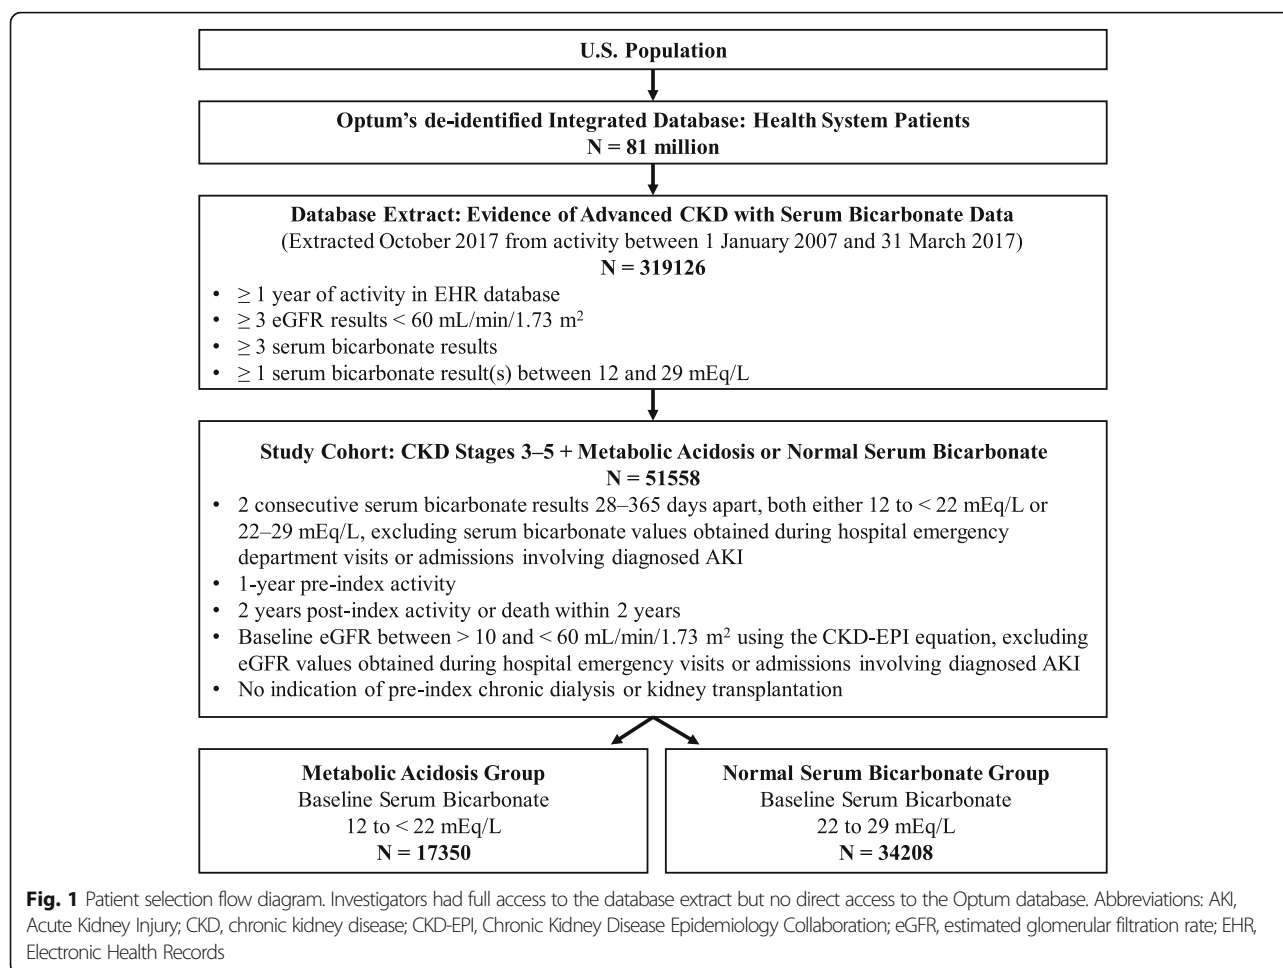 U.S. Population
Optum's de-identified Integrated Database: Health System Patients
N = 81 million
Database Extract: Evidence of Advanced CKD with Serum Bicarbonate Data
(Extracted October 2017 from activity between 1 January 2007 and 31 March 2017)
N = 319126
• ≥ 1 year of activity in EHR database
• ≥ 3 eGFR results < 60 mL/min/1.73 m²
• ≥ 3 serum bicarbonate results
• ≥ 1 serum bicarbonate result(s) between 12 and 29 mEq/L
Study Cohort: CKD Stages 3–5 + Metabolic Acidosis or Normal Serum Bicarbonate
N = 51558
• 2 consecutive serum bicarbonate results 28–365 days apart, both either 12 to < 22 mEq/L or
22–29 mEq/L, excluding serum bicarbonate values obtained during hospital emergency
department visits or admissions involving diagnosed AKI
• 1-year pre-index activity
• 2 years post-index activity or death within 2 years
• Baseline eGFR between > 10 and < 60 mL/min/1.73 m² using the CKD-EPI equation, excluding
eGFR values obtained during hospital emergency visits or admissions involving diagnosed AKI
• No indication of pre-index chronic dialysis or kidney transplantation
Metabolic Acidosis Group
Baseline Serum Bicarbonate
12 to < 22 mEq/L
N = 17350
Normal Serum Bicarbonate Group
Baseline Serum Bicarbonate
22 to 29 mEq/L
N = 34208
Fig. 1 Patient selection flow diagram. Investigators had full access to the database extract but no direct access to the Optum database. Abbreviations: AKI,
Acute Kidney Injury; CKD, chronic kidney disease; CKD-EPI, Chronic Kidney Disease Epidemiology Collaboration; eGFR, estimated glomerular filtration rate; EHR,
Electronic Health Records